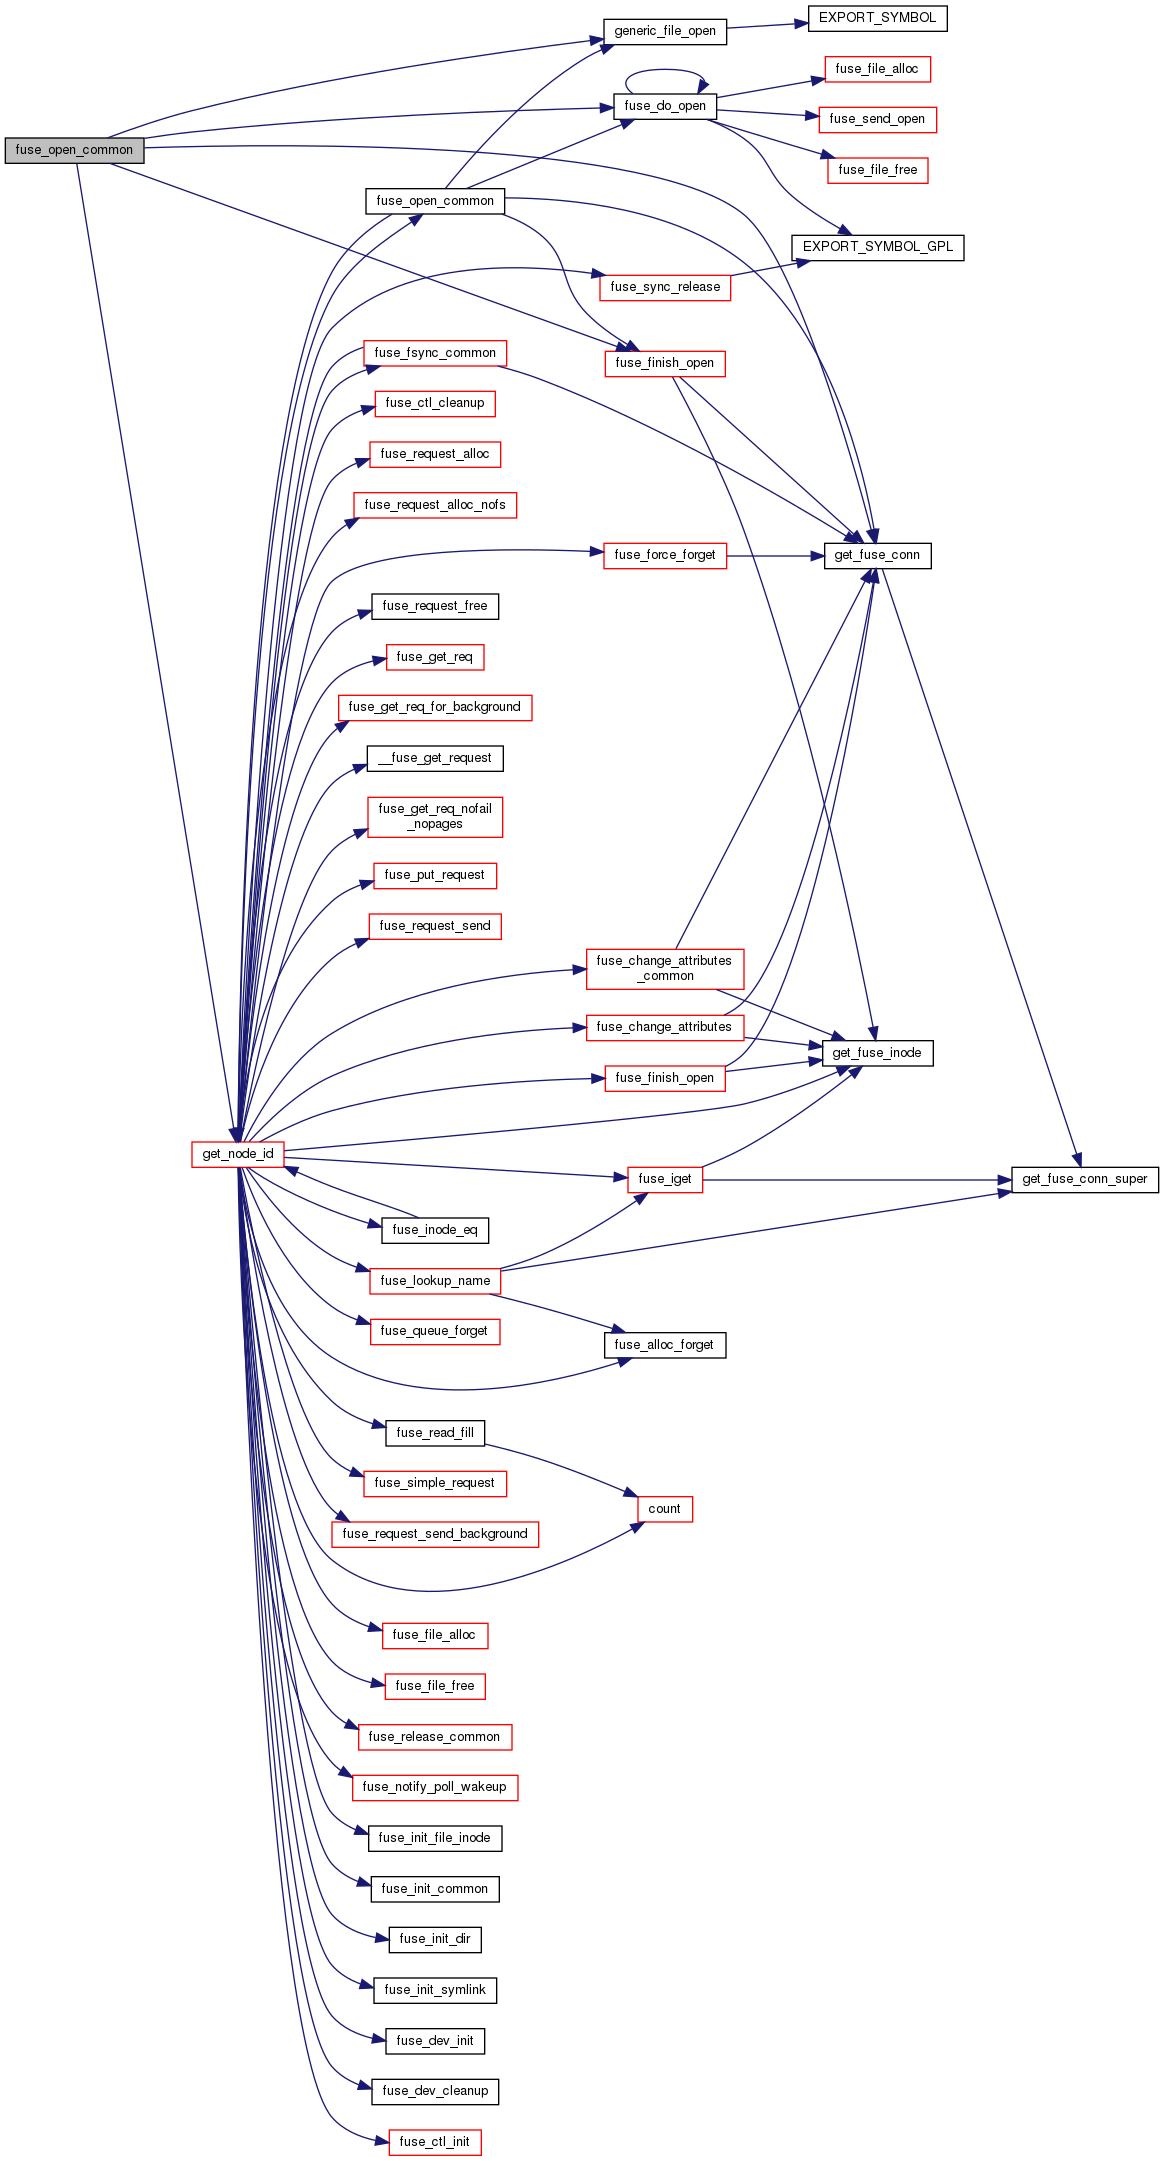 EXPORT_SYMBOL
generic_file_open
fuse_file_alloc
fuse_do_open
fuse_send_open
fuse_open_common
fuse_file_free
fuse_open_common
EXPORT_SYMBOL_GPL
fuse_sync_release
fuse_fsync_common
fuse_finish_open
fuse_ctl_cleanup
fuse_request_alloc
fuse_request_alloc_nofs
fuse_force_forget
get_fuse_conn
fuse_request_free
fuse_get_req
fuse_get_req_for_background
__fuse_get_request
fuse_get_req_nofail
_nopages
fuse_put_request
fuse_request_send
fuse_change_attributes
_common
fuse_change_attributes
get_fuse_inode
fuse_finish_open
get_node_id
fuse_iget
get_fuse_conn_super
fuse_inode_eq
fuse_lookup_name
fuse_queue_forget
fuse_alloc_forget
fuse_read_fill
fuse_simple_request
count
fuse_request_send_background
fuse_file_alloc
fuse_file_free
fuse_release_common
fuse_notify_poll_wakeup
fuse_init_file_inode
fuse_init_common
fuse_init_dir
fuse_init_symlink
fuse_dev_init
fuse_dev_cleanup
fuse_ctl_init